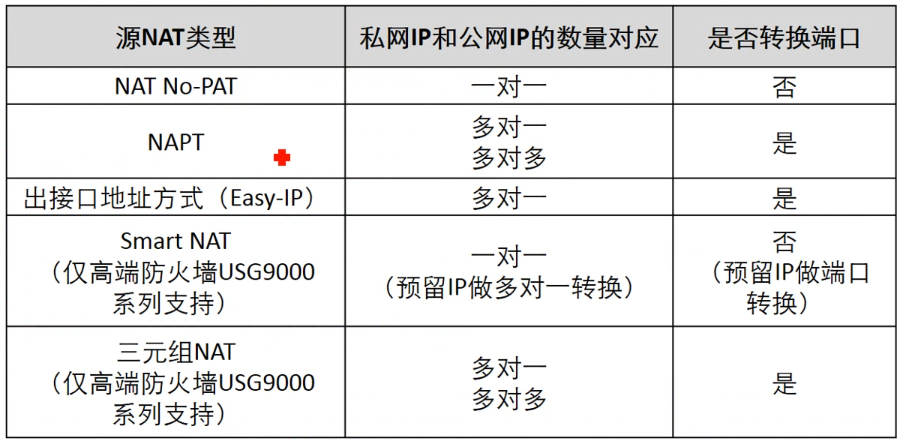 源NAT类型 私网IP和公网IP的数量对应 是否转换端口
NAT No-PAT 一对一 否
NAPT 多对一
多对多 是
出接口地址方式（Easy-IP） 多对一 是
Smart NAT
（仅高端防火墙USG9000
系列支持） 一对一
（预留IP做多对一转换） 否
（预留IP做端口
转换）
三元组NAT
（仅高端防火墙USG9000
系列支持） 多对一
多对多 是